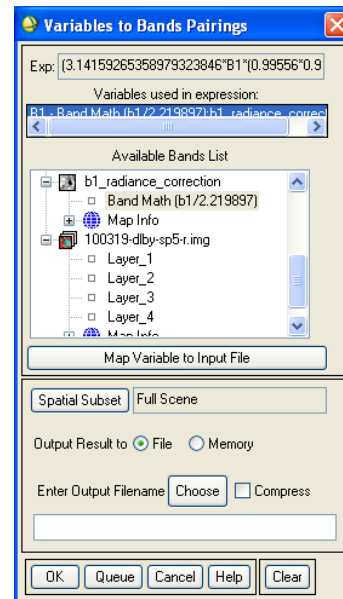 Variables to Bands Pairings
Exp: (3.14159265358979323846*B1*(0.99556*0.9
Variables used in expression:
B1 - Band Math (b1/2.219897):b1_radiance_correc
Available Bands List
b1_radiance_correction
Band Math (b1/2.219897)
Map Info
100319-dlby-sp5-r.img
Layer_1
Layer_2
Layer_3
Layer_4
Map Info
Map Variable to Input File
Spatial Subset Full Scene
Output Result to File Memory
Enter Output Filename Choose Compress
OK Queue Cancel Help Clear